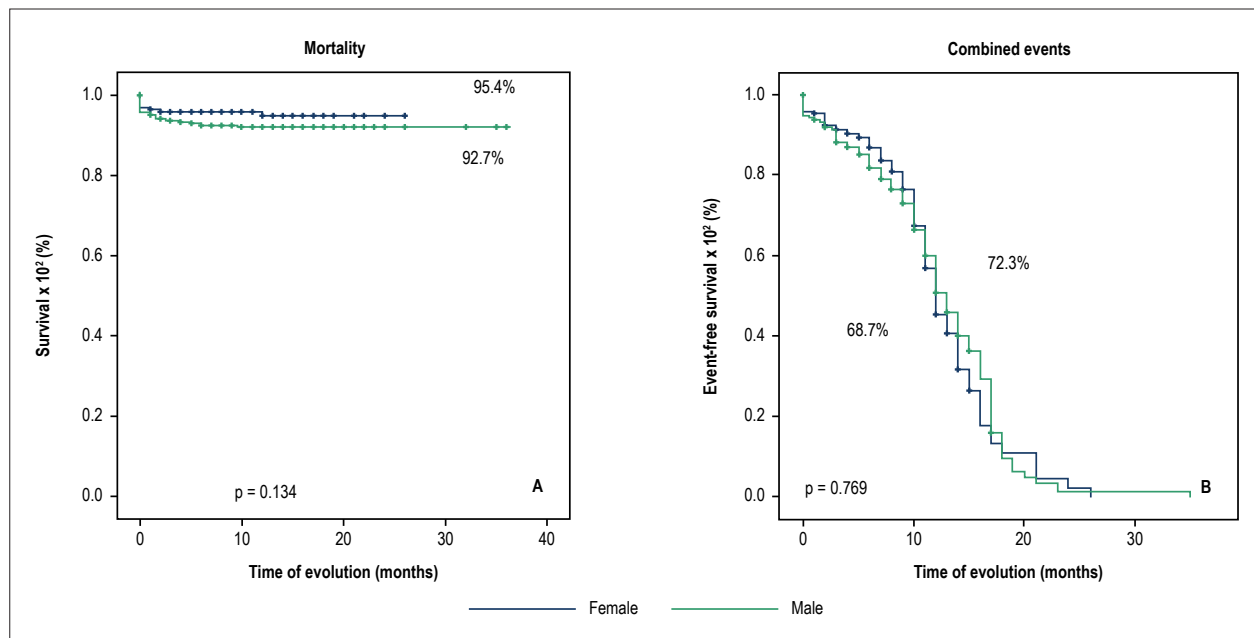 Mortality
Combined events
Survival x 10² (%)
1.0
0.8
0.6
0.4
0.2
0.0
95.4%
92.7%
p = 0.134
A
0
10
20
30
40
Time of evolution (months)
Event-free survival x 10² (%)
1.0
0.8
0.6
0.4
0.2
0.0
72.3%
68.7%
p = 0.769
B
0
10
20
30
Time of evolution (months)
Female
Male